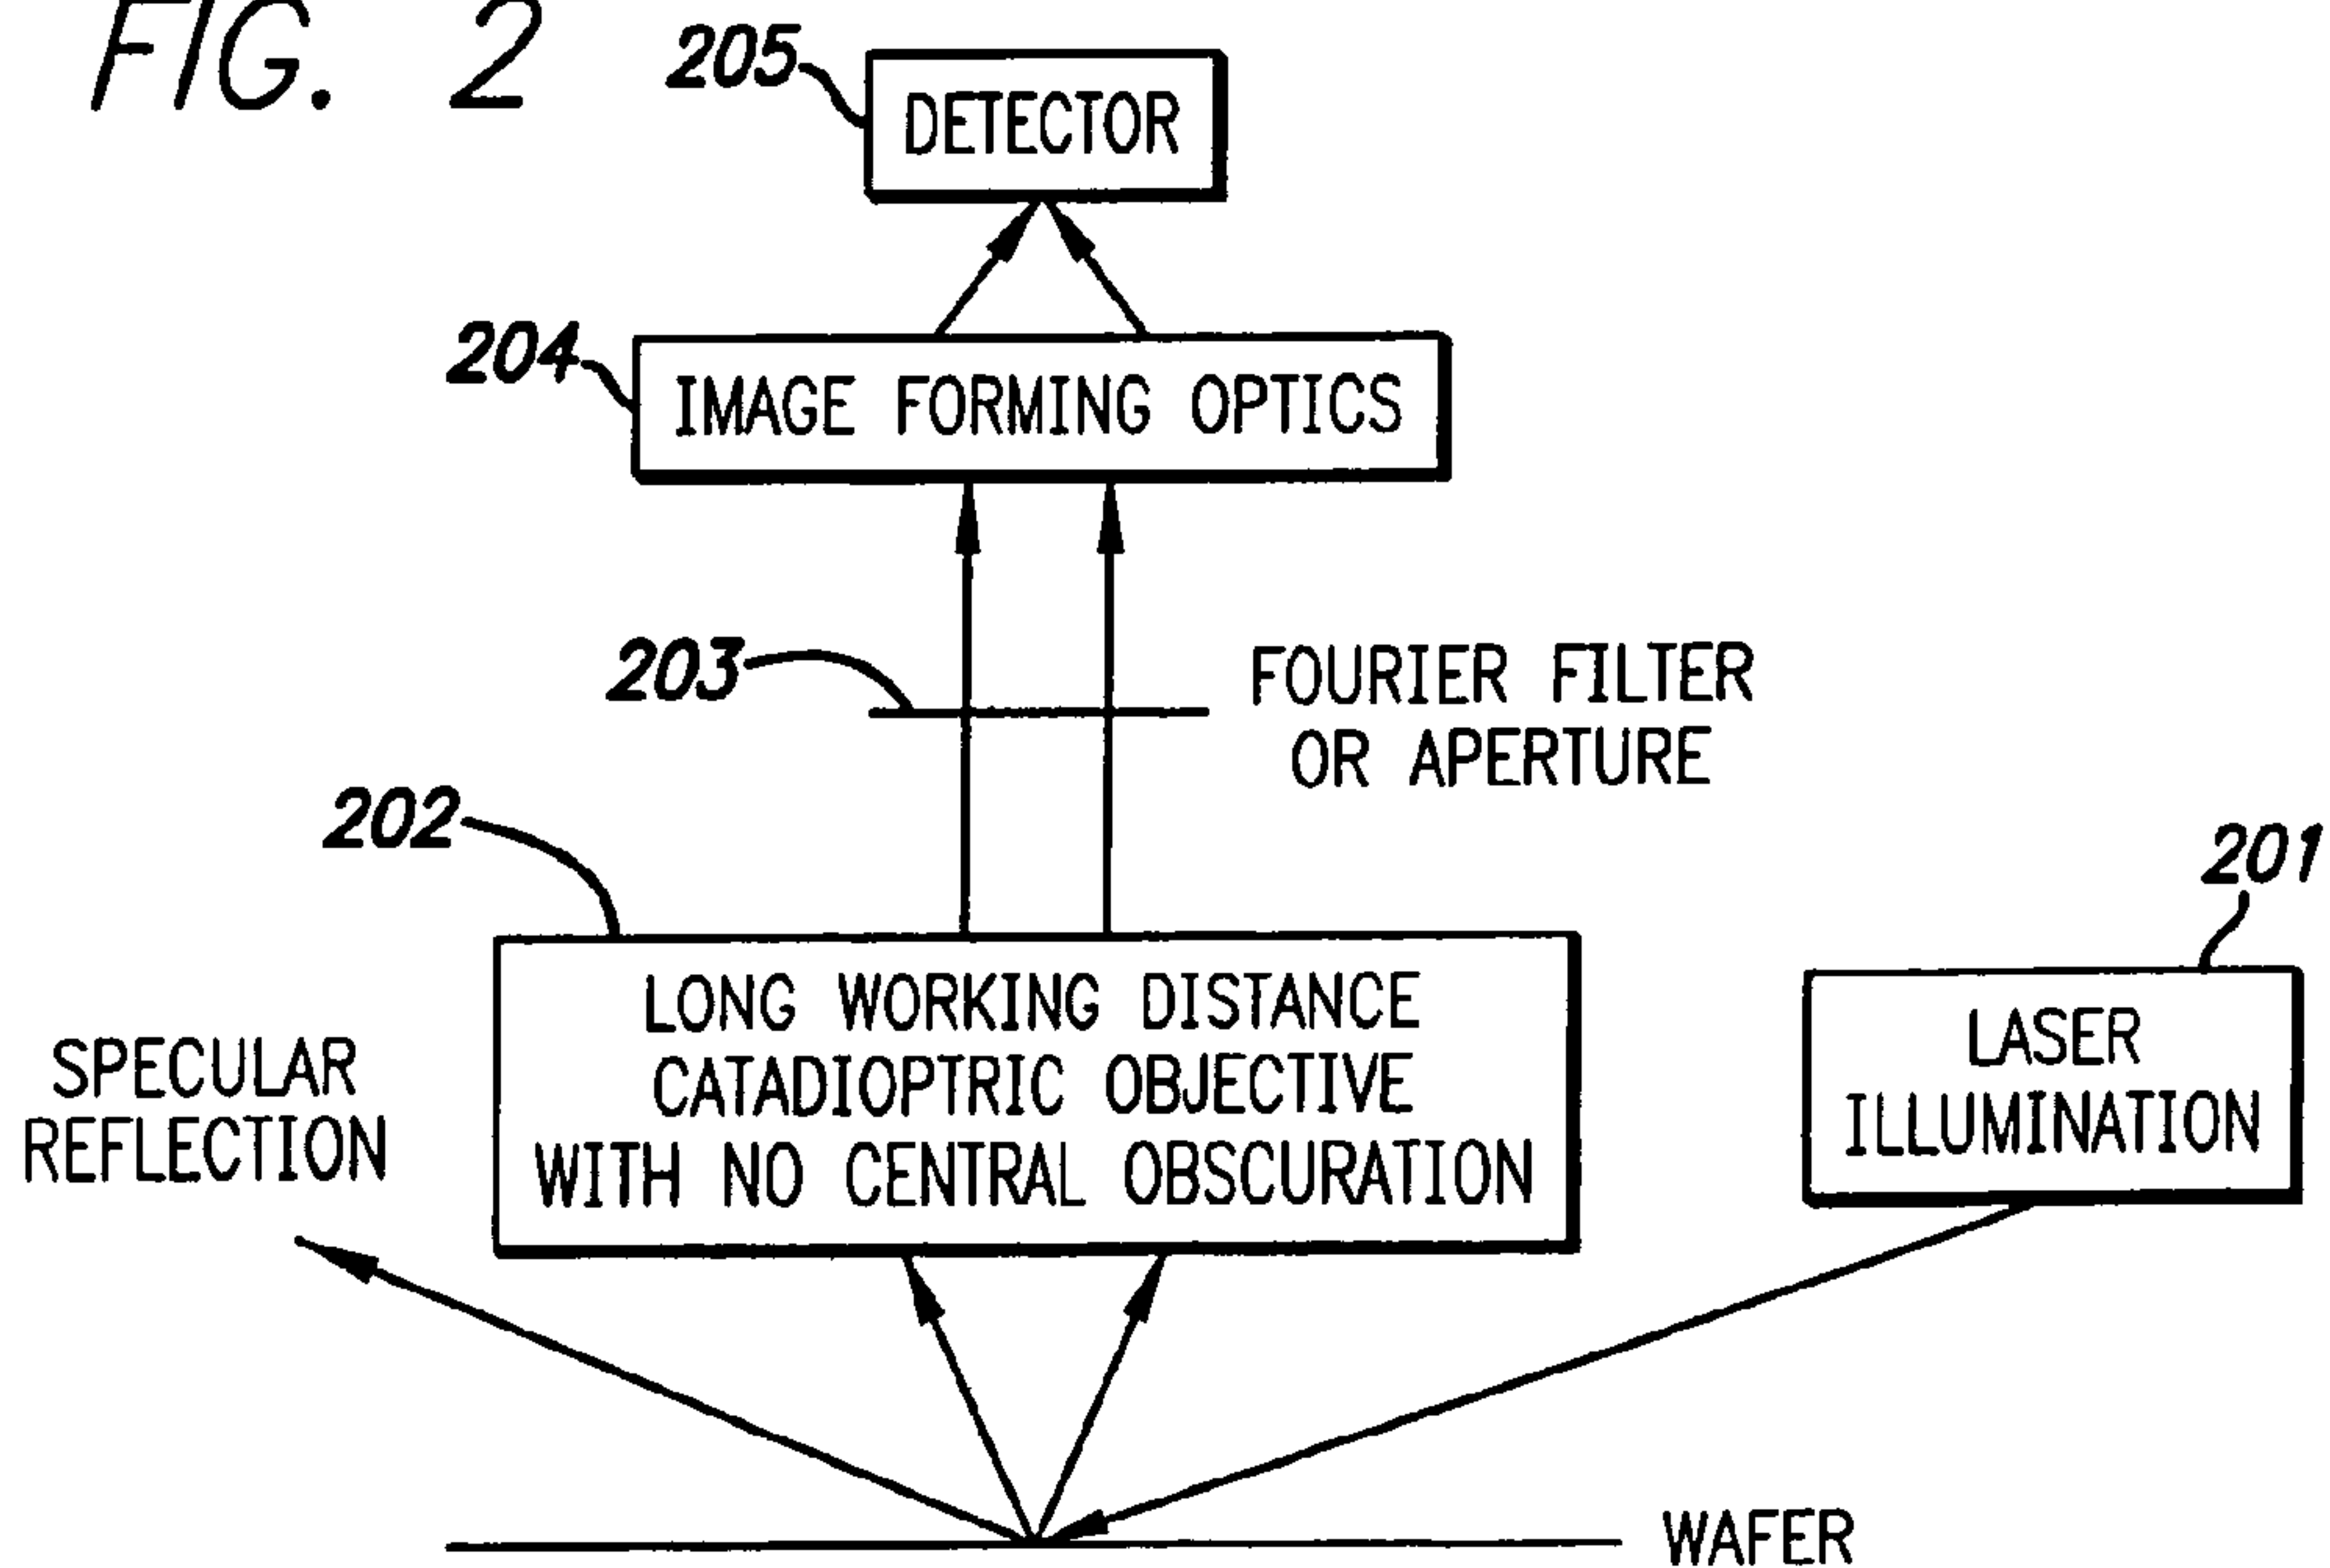 FIG. 2
205
DETECTOR
204
IMAGE FORMING OPTICS
203
FOURIER FILTER
OR APERTURE
202
201
LONG WORKING DISTANCE
CATADIOPTRIC OBJECTIVE
WITH NO CENTRAL OBSCURATION
LASER
ILLUMINATION
SPECULAR
REFLECTION
WAFER